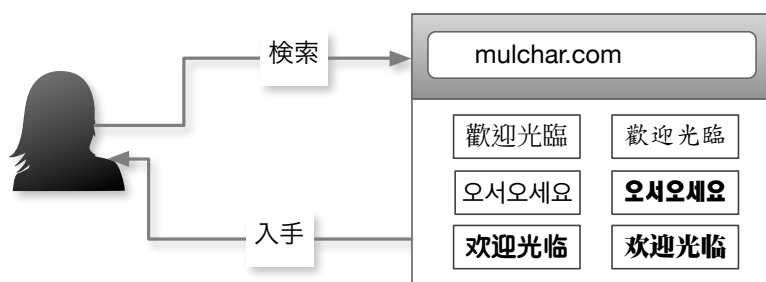 検索
mulchar.com
歡迎光臨
歡迎光臨
오서오세요
오서오세요
入手
欢迎光临
欢迎光临